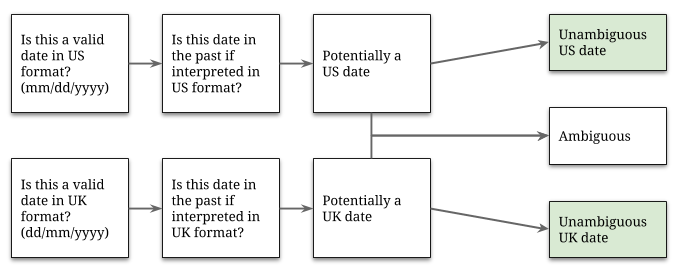 Is this a valid
date in US
format?
(mm/dd/yyyy)
Is this date in
the past if
interpreted in
US format?
Potentially a
US date
Unambiguous
US date
Ambiguous
Is this a valid
date in UK
format?
(dd/mm/yyyy)
Is this date in
the past if
interpreted in
UK format?
Potentially a
UK date
Unambiguous
UK date